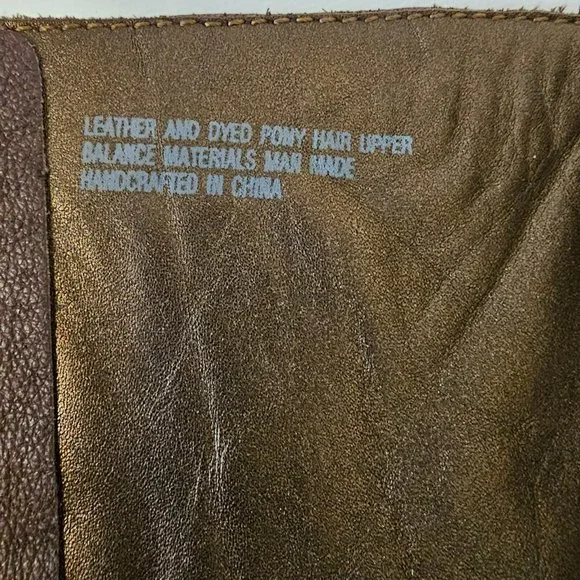 LEATHER AND DYED PONY HAIR UPPER
BALANCE MATERIALS MAN MADE
HANDCRAFTED IN CHINA